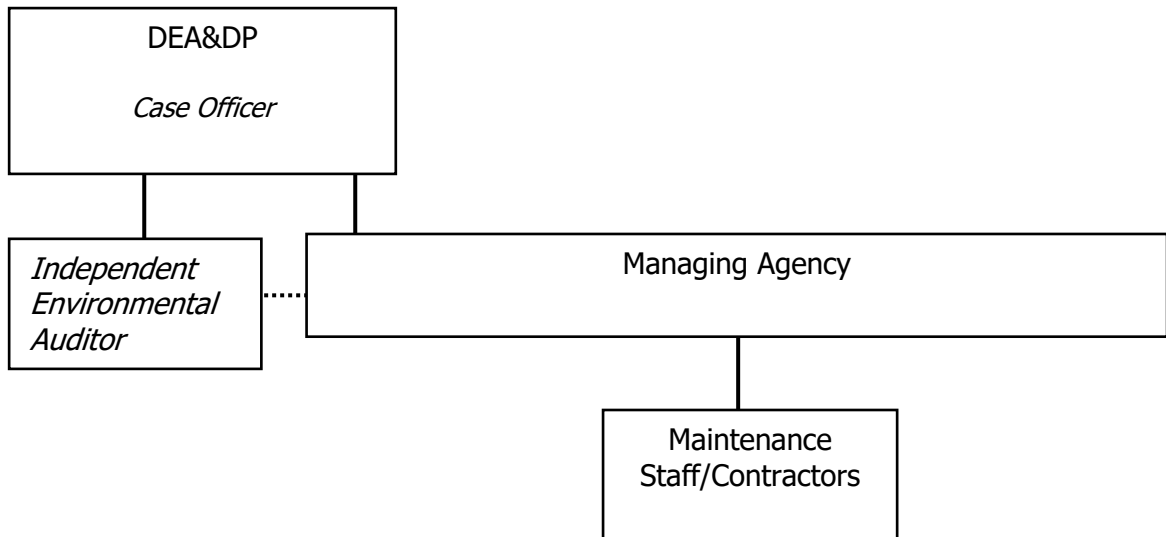 DEA&DP
Case Officer
Independent
Environmental
Auditor
Managing Agency
Maintenance
Staff/Contractors